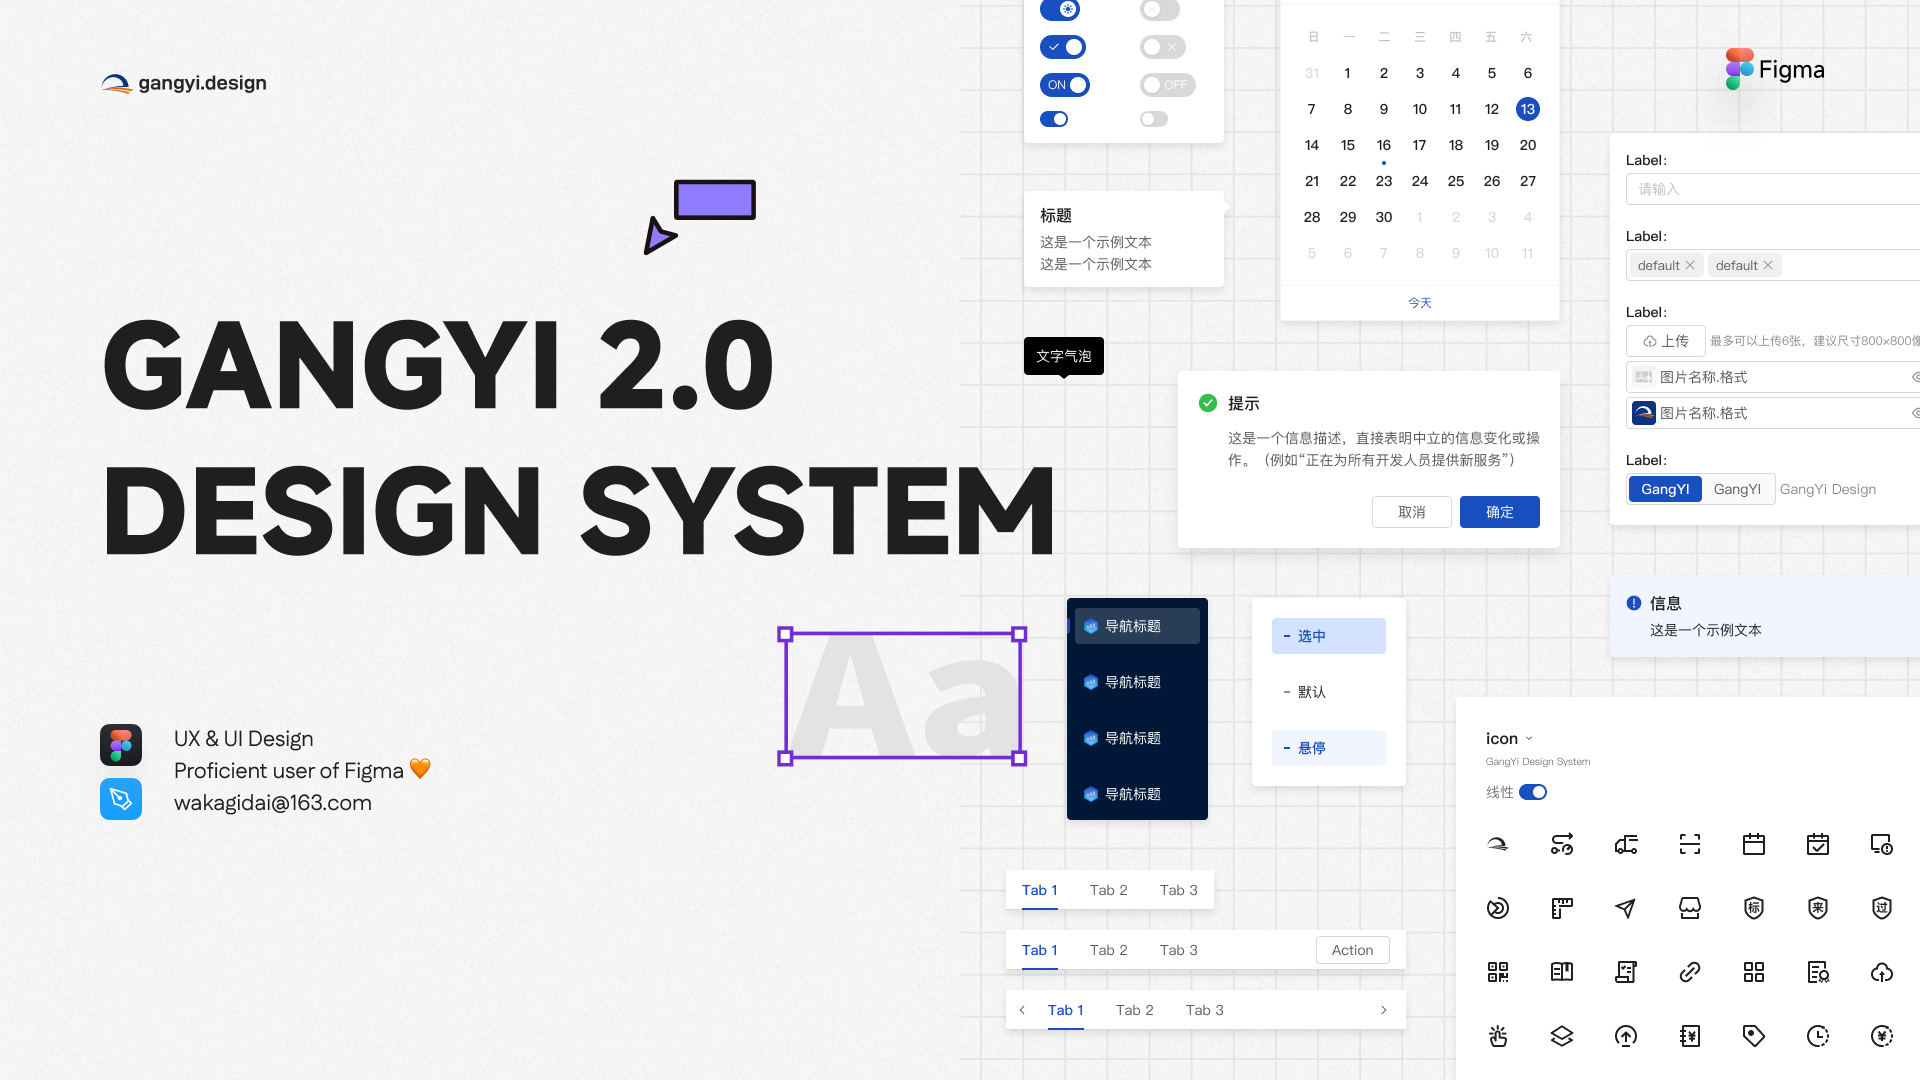 gangyi.design
GANGYI 2.0
DESIGN SYSTEM
Aa
UX & UI Design
Proficient user of Figma 🧡
wakagidai@163.com
ON
OFF
标题
这是一个示例文本
这是一个示例文本
文字气泡
日 一 二 三 四 五 六
31 1 2 3 4 5 6
7 8 9 10 11 12 13
14 15 16 17 18 19 20
21 22 23 24 25 26 27
28 29 30 1 2 3 4
5 6 7 8 9 10 11
今天
提示
这是一个信息描述，直接表明中立的信息变化或操
作。（例如“正在为所有开发人员提供新服务”）
取消 确定
导航标题
导航标题
导航标题
导航标题
选中
默认
悬停
Tab 1 Tab 2 Tab 3
Tab 1 Tab 2 Tab 3 Action
Tab 1 Tab 2 Tab 3
Figma
Label:
请输入
Label:
default default
Label:
上传 最多可以上传6张，建议尺寸800×800像
图片名称.格式
图片名称.格式
Label:
GangYI GangYI GangYi Design
信息
这是一个示例文本
icon
GangYi Design System
线性
标 来 过
¥ ¥